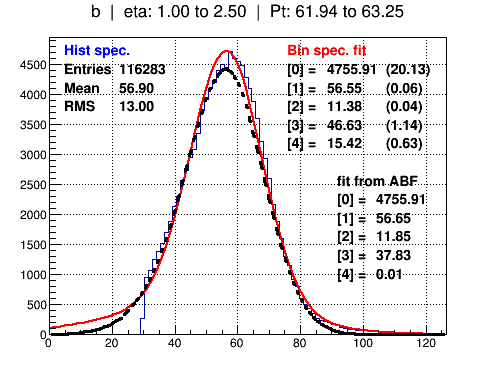 b | eta: 1.00 to 2.50 | Pt: 61.94 to 63.25
Hist spec.
Entries 116283
Mean 56.90
RMS 13.00
Bin spec. fit
[0] = 4755.91 (20.13)
[1] = 56.55 (0.06)
[2] = 11.38 (0.04)
[3] = 46.63 (1.14)
[4] = 15.42 (0.63)
fit from ABF
[0] = 4755.91
[1] = 56.65
[2] = 11.85
[3] = 37.83
[4] = 0.01
4500
4000
3500
3000
2500
2000
1500
1000
500
0
0 20 40 60 80 100 120